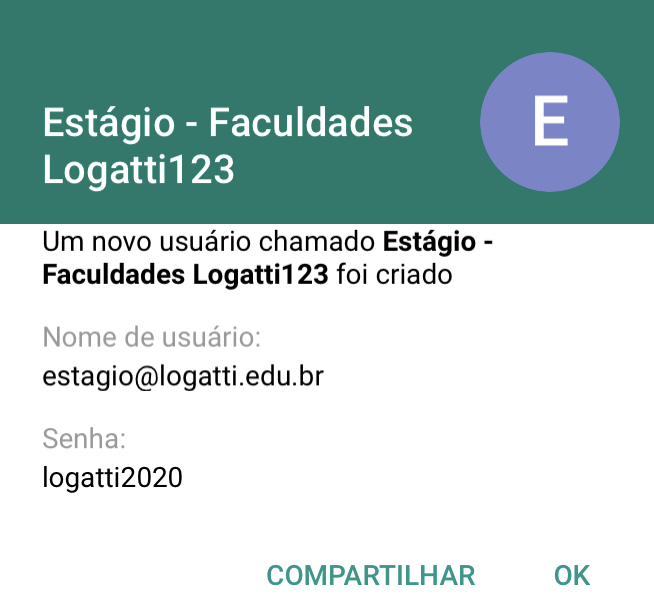 Estágio - Faculdades
Logatti123
E
Um novo usuário chamado Estágio -
Faculdades Logatti123 foi criado
Nome de usuário:
estagio@logatti.edu.br
Senha:
logatti2020
COMPARTILHAR OK